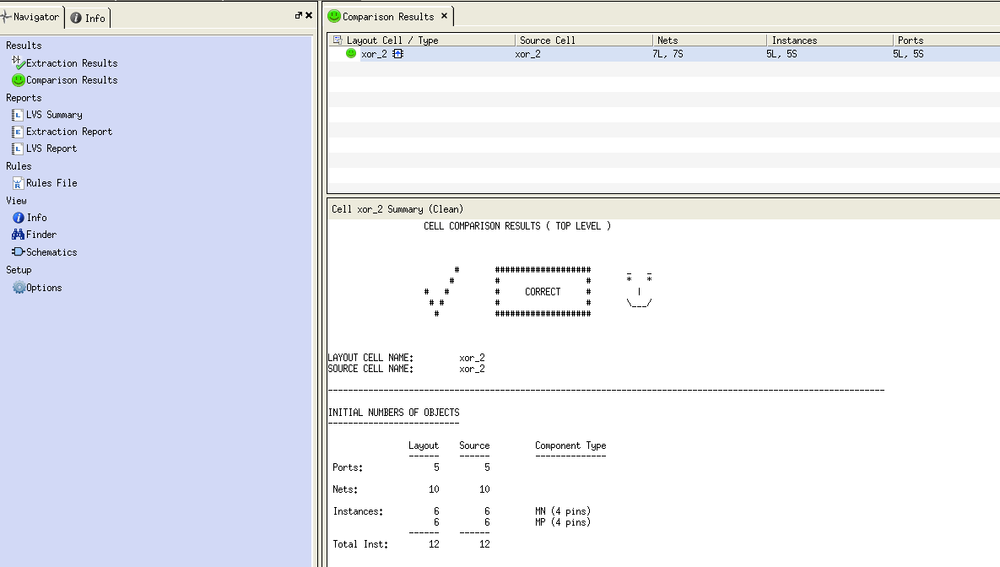 Navigator
Info
Results
Extraction Results
Comparison Results
Reports
LVS Summary
Extraction Report
LVS Report
Rules
Rules File
View
Info
Finder
Schematics
Setup
Options
Comparison Results
Layout Cell / Type Source Cell Nets Instances Ports
xor_2 xor_2 7L, 7S 5L, 5S 5L, 5S
Cell xor_2 Summary (Clean)
CELL COMPARISON RESULTS ( TOP LEVEL )
# ################### _ _
# # # * *
# # # CORRECT # |
# # # # \___/
# ###################
LAYOUT CELL NAME: xor_2
SOURCE CELL NAME: xor_2
--------------------------------------------------------------------------------------------------------------
INITIAL NUMBERS OF OBJECTS
--------------------------
Layout Source Component Type
------ ------ --------------
Ports: 5 5
Nets: 10 10
Instances: 6 6 MN (4 pins)
6 6 MP (4 pins)
------ ------
Total Inst: 12 12